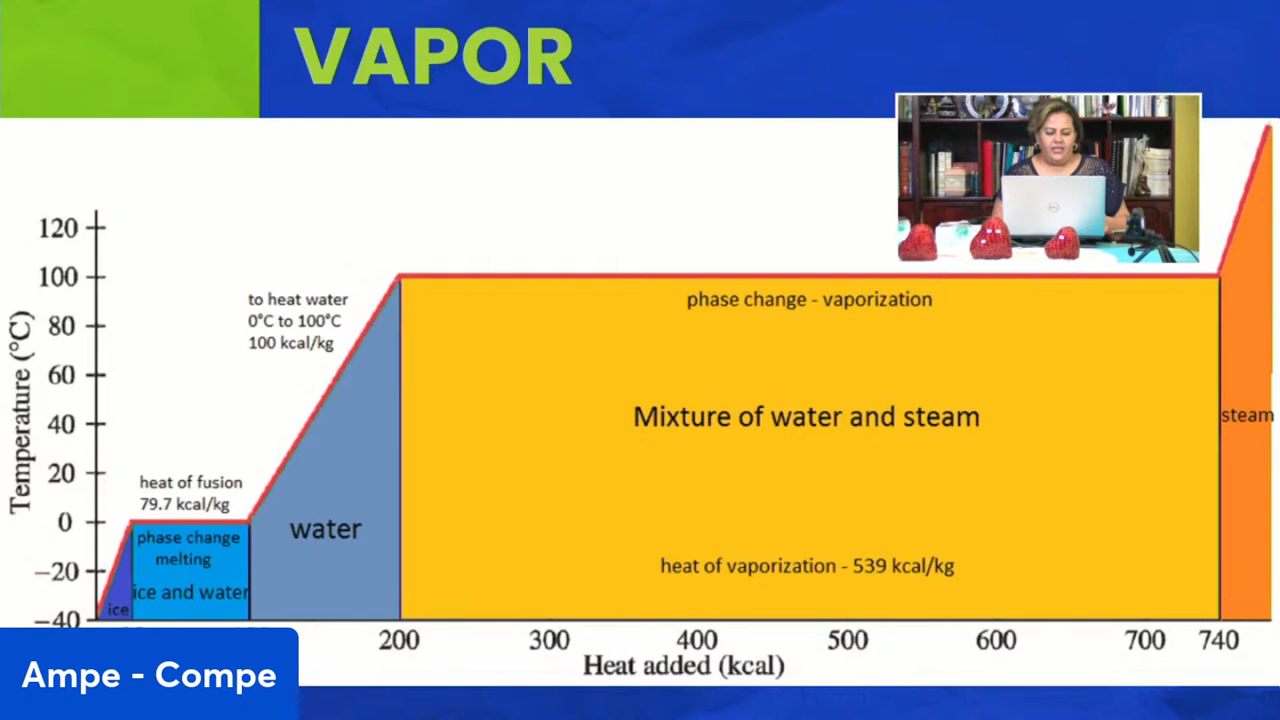 VAPOR
120
100
80
60
40
20
0
−20
−40
Temperature (°C)
to heat water
0°C to 100°C
100 kcal/kg
heat of fusion
79.7 kcal/kg
phase change
melting
ice and water
ice
water
phase change - vaporization
Mixture of water and steam
heat of vaporization - 539 kcal/kg
steam
200
300
400
500
600
700
740
Heat added (kcal)
Ampe - Compe